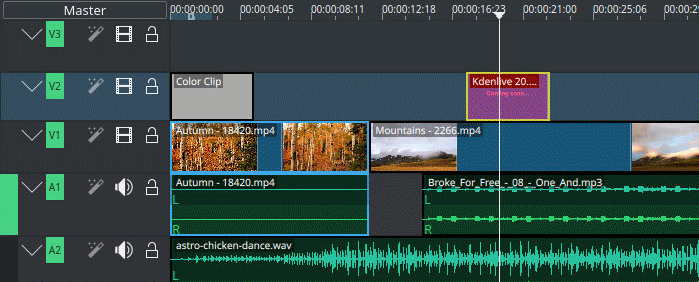 Master
00:00:00:00 00:00:04:05 00:00:08:11 00:00:12:18 00:00:16:23 00:00:21:00 00:00:25:06 00:00:29
V3
V2 Color Clip Kdenlive 20....
Coming soon...
V1 Autumn - 18420.mp4 Mountains - 2266.mp4
A1 Autumn - 18420.mp4 Broke_For_Free_-_08_-_One_And.mp3
L L
R R
A2 astro-chicken-dance.wav
L